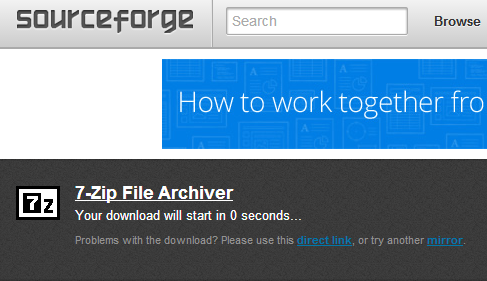 sourceforge
Search
Browse
How to work together fro
7z
7-Zip File Archiver
Your download will start in 0 seconds...
Problems with the download? Please use this direct link, or try another mirror.